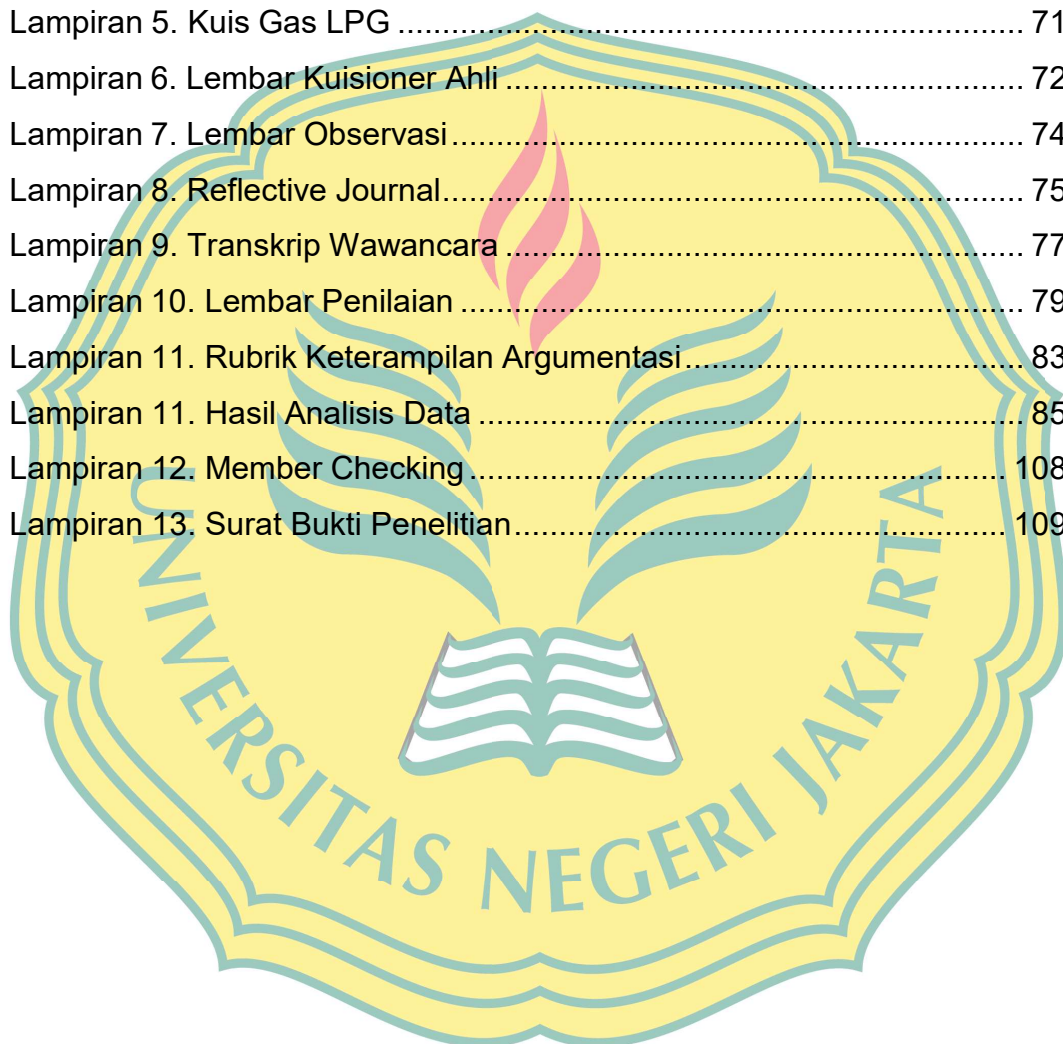 Lampiran 5. Kuis Gas LPG ........................................................................... 71
Lampiran 6. Lembar Kuisioner Ahli .............................................................. 72
Lampiran 7. Lembar Observasi ..................................................................... 74
Lampiran 8. Reflective Journal...................................................................... 75
Lampiran 9. Transkrip Wawancara ............................................................... 77
Lampiran 10. Lembar Penilaian .................................................................... 79
Lampiran 11. Rubrik Keterampilan Argumentasi......................................... 83
Lampiran 11. Hasil Analisis Data .................................................................. 85
Lampiran 12. Member Checking ................................................................ 108
Lampiran 13. Surat Bukti Penelitian........................................................... 109
UNIVERSITAS NEGERI JAKARTA